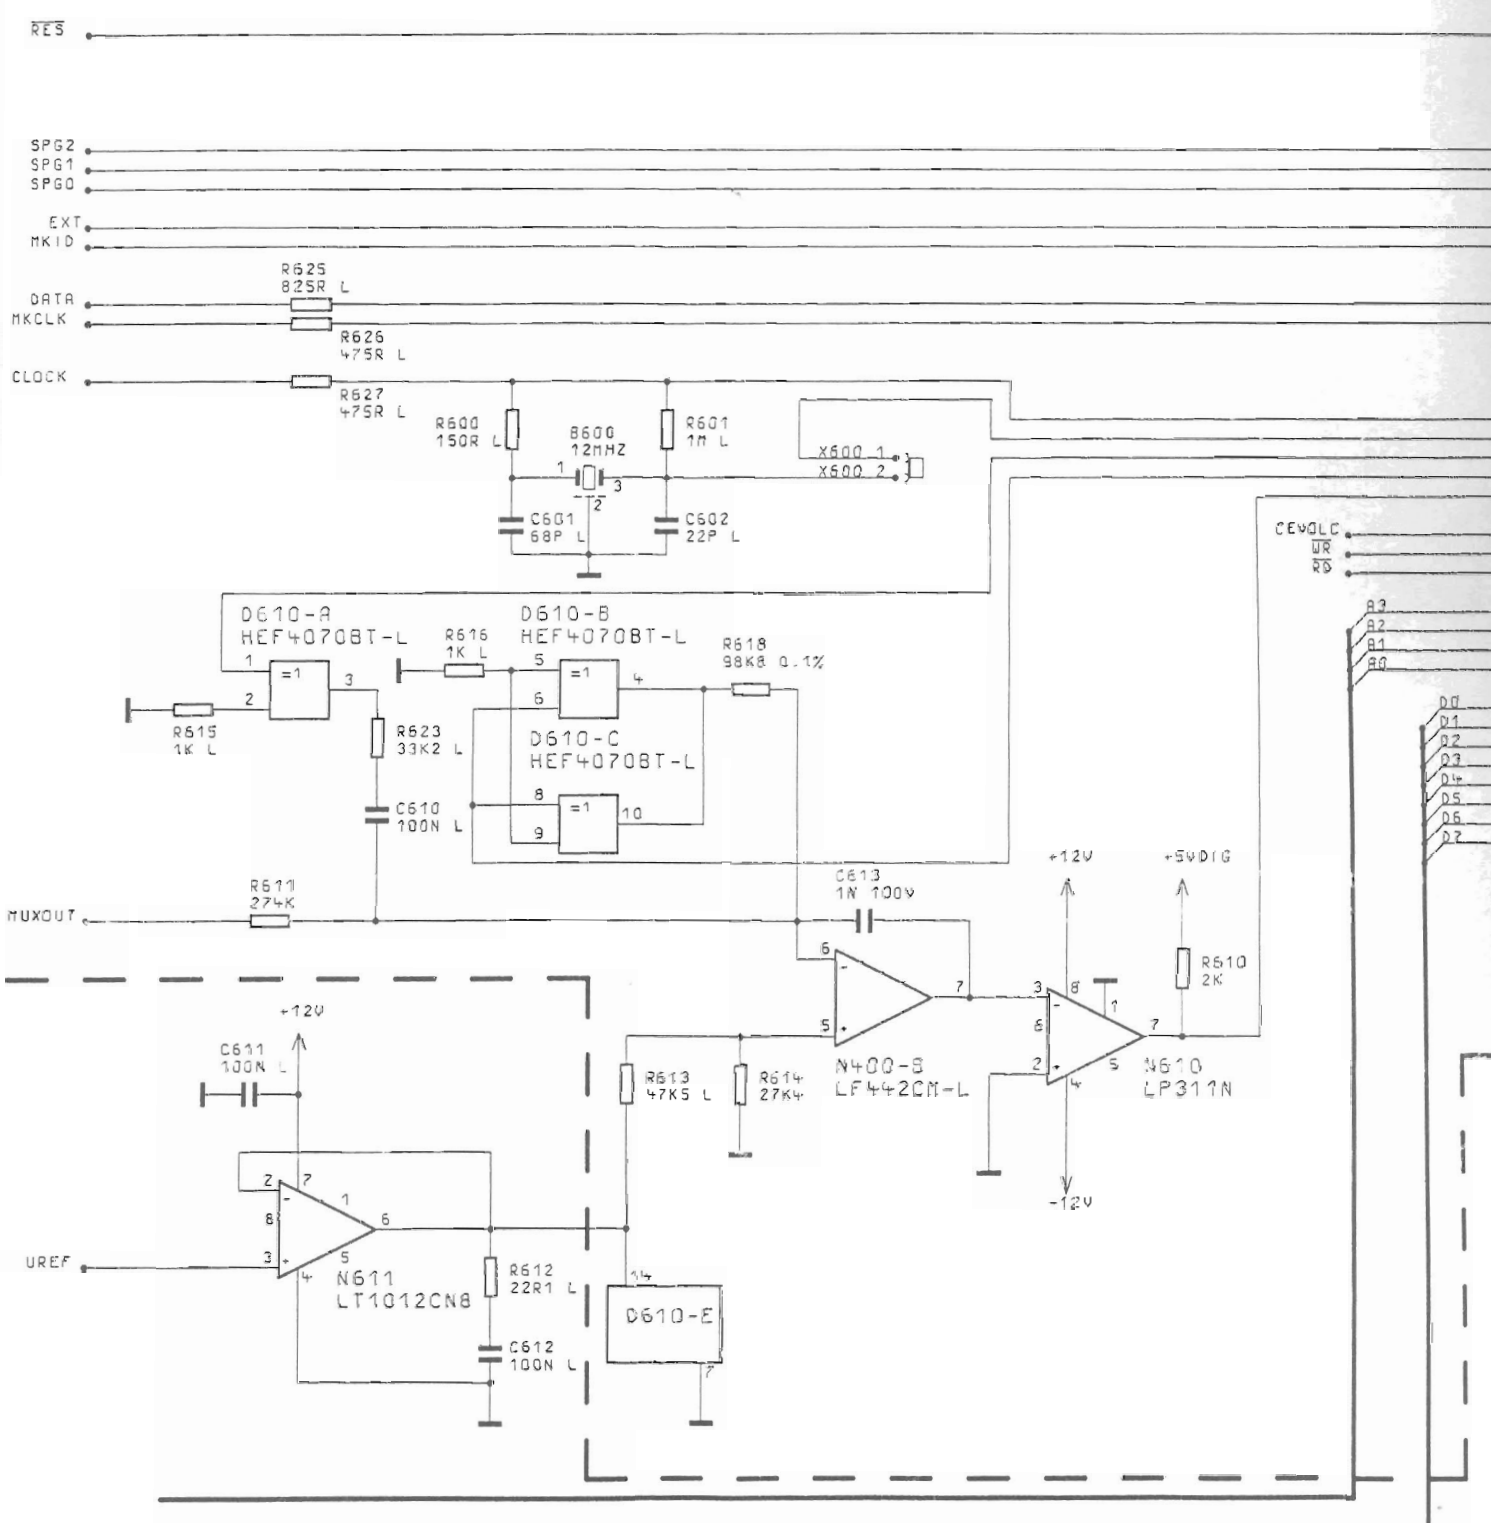 RES
SPG2
SPG1
SPG0
EXT
MKID
R625
825R L
DATA
MKCLK
R626
475R L
CLOCK
R627
475R L
R600
150R L
B600
12MHZ
1
3
2
R601
1M L
X600 1
X600 2
C601
68P L
C602
22P L
CEVOLC
WR
RD
A3
A2
A1
A0
D0
D1
D2
D3
D4
D5
D6
D7
D610-A
HEF4070BT-L
1
=1
3
2
R615
1K L
R616
1K L
D610-B
HEF4070BT-L
5
=1
4
6
R618
98K8 0.1%
R623
33K2 L
D610-C
HEF4070BT-L
8
=1
10
9
C610
100N L
MUXOUT
R611
274K
C613
1N 100V
+12V
+5VDIG
6
-
7
5
+
N400-B
LF442CM-L
3
8
-
1
6
7
2
+
5
4
N610
LP311N
R610
2K
-12V
+12V
C611
100N L
R613
47K5 L
R614
27K4
2
7
-
1
8
6
3
+
5
4
N611
LT1012CN8
UREF
R612
22R1 L
C612
100N L
14
D610-E
7